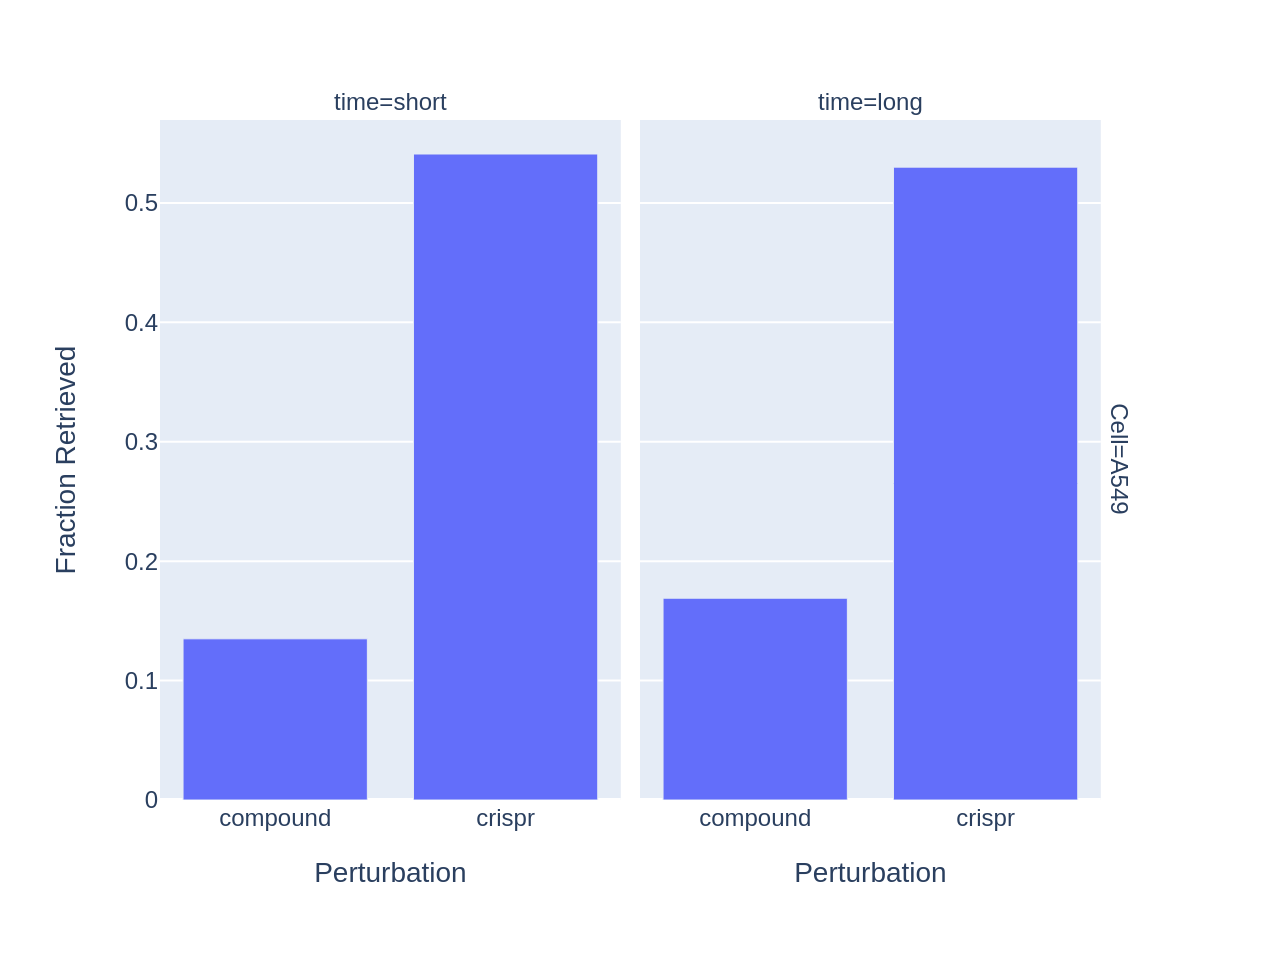 time=short
time=long
0.5
0.4
0.3
0.2
0.1
0
Fraction Retrieved
Cell=A549
compound
crispr
compound
crispr
Perturbation
Perturbation